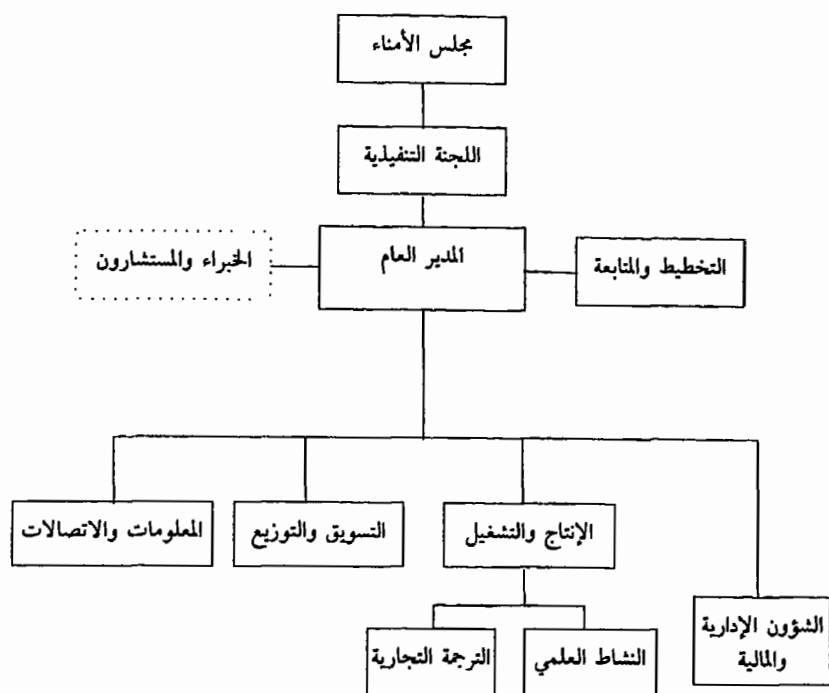 مجلس الأمناء
اللجنة التنفيذية
المدير العام
التخطيط والمتابعة
الخبراء والمستشارون
الشؤون الإدارية
والمالية
الإنتاج والتشغيل
التسويق والتوزيع
المعلومات والاتصالات
النشاط العلمي
الترجمة التجارية